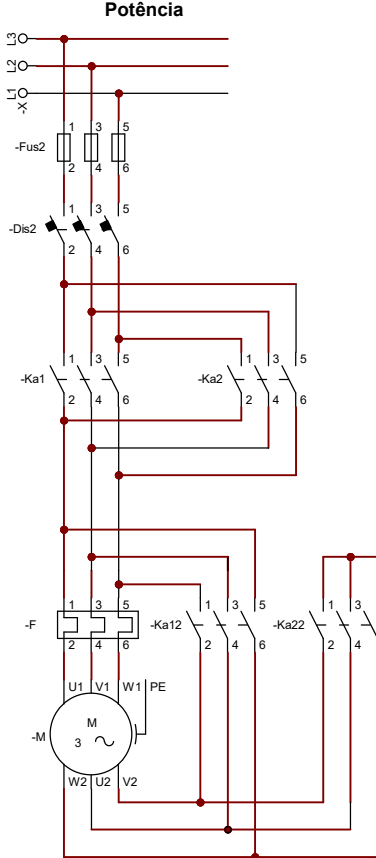 Potência
L3
L2
L1
-X
1 3 5
-Fus2
2 4 6
1 3 5
-Dis2
2 4 6
1 3 5 1 3 5
-Ka1 -Ka2
2 4 6 2 4 6
1 3 5 1 3 5 1 3
-F -Ka12 -Ka22
2 4 6 2 4 6 2 4
U1 V1 W1 PE
M
-M
3
W2 U2 V2